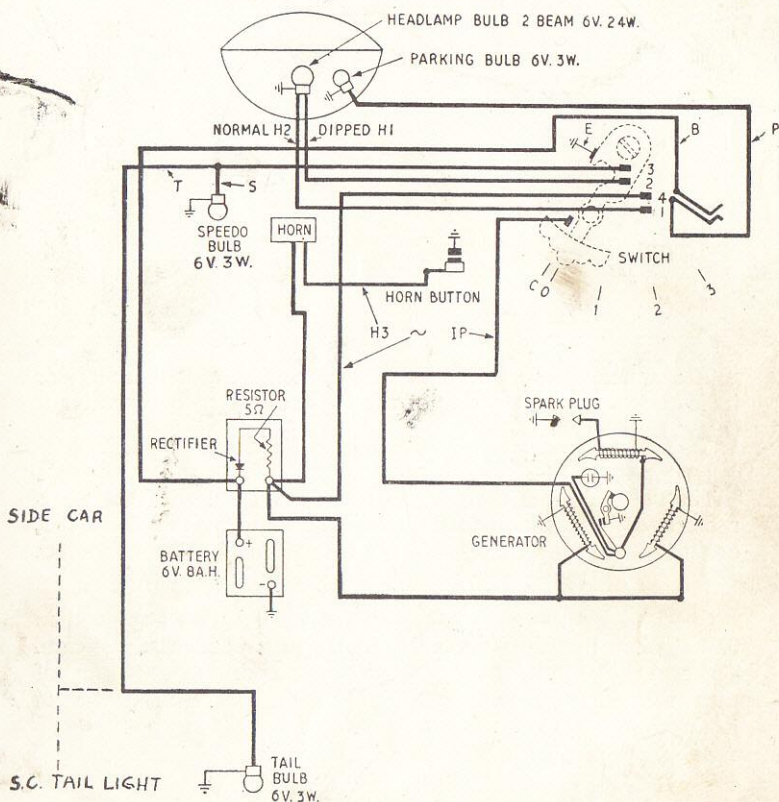 HEADLAMP BULB 2 BEAM 6V. 24W.
PARKING BULB 6V. 3W.
NORMAL H2
DIPPED H1
E
B
P
3
2
4
1
T
S
SPEEDO
BULB
6V. 3W.
HORN
HORN BUTTON
SWITCH
CO
1
2
3
H3 ~ IP
RESISTOR
5Ω
RECTIFIER
SPARK PLUG
SIDE CAR
BATTERY
6V. 8A.H.
+
-
GENERATOR
S.C. TAIL LIGHT
TAIL
BULB
6V. 3W.